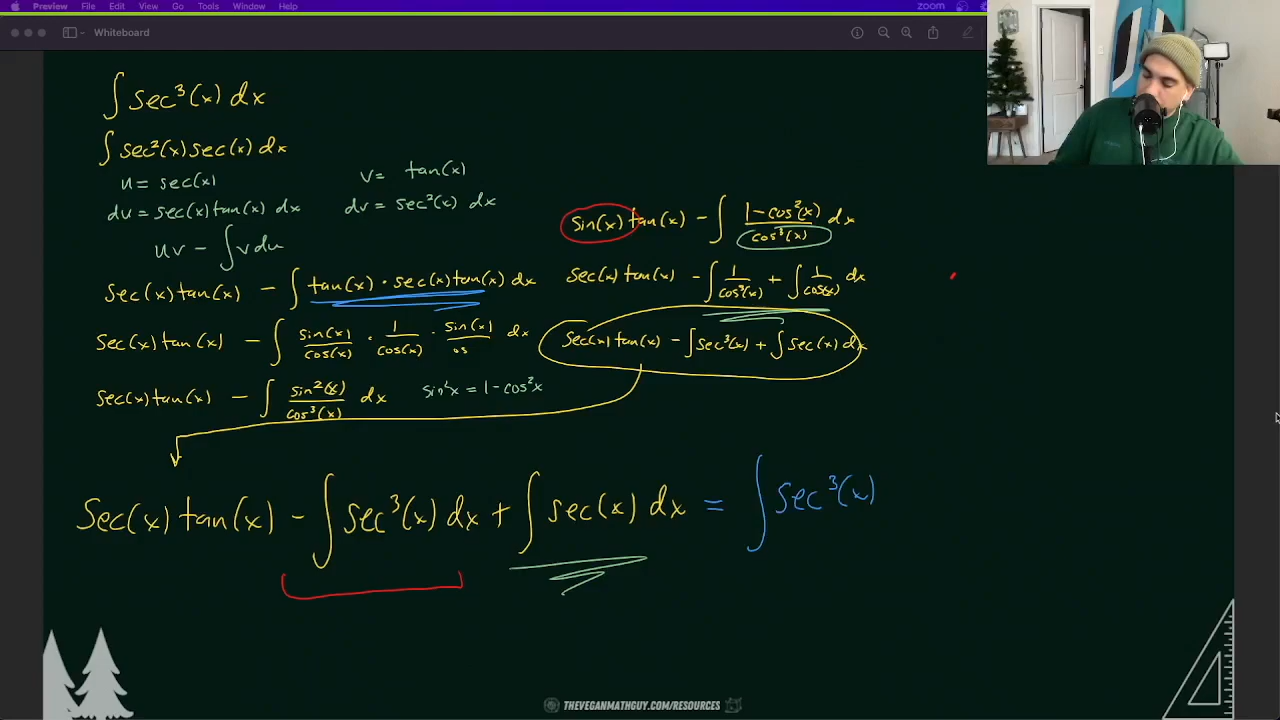 Preview File Edit View Go Tools Window Help
zoom
Whiteboard
∫ sec³(x) dx
∫ sec²(x) sec(x) dx
u = sec(x) v = tan(x)
du = sec(x) tan(x) dx dv = sec²(x) dx
uv - ∫ v du
sec(x) tan(x) - ∫ tan(x) · sec(x) tan(x) dx
sec(x) tan(x) - ∫ sin(x)/cos(x) · 1/cos(x) · sin(x)/os dx
sec(x) tan(x) - ∫ sin²(x)/cos³(x) dx sin²x = 1 - cos²x
sin(x) tan(x) - ∫ 1-cos²(x)/cos³(x) dx
sec(x) tan(x) - ∫ 1/cos³(x) + ∫ 1/cos(x) dx
sec(x) tan(x) - ∫ sec³(x) + ∫ sec(x) dx
sec(x) tan(x) - ∫ sec³(x) dx + ∫ sec(x) dx = ∫ sec³(x)
THEVEGANMATHGUY.COM/RESOURCES